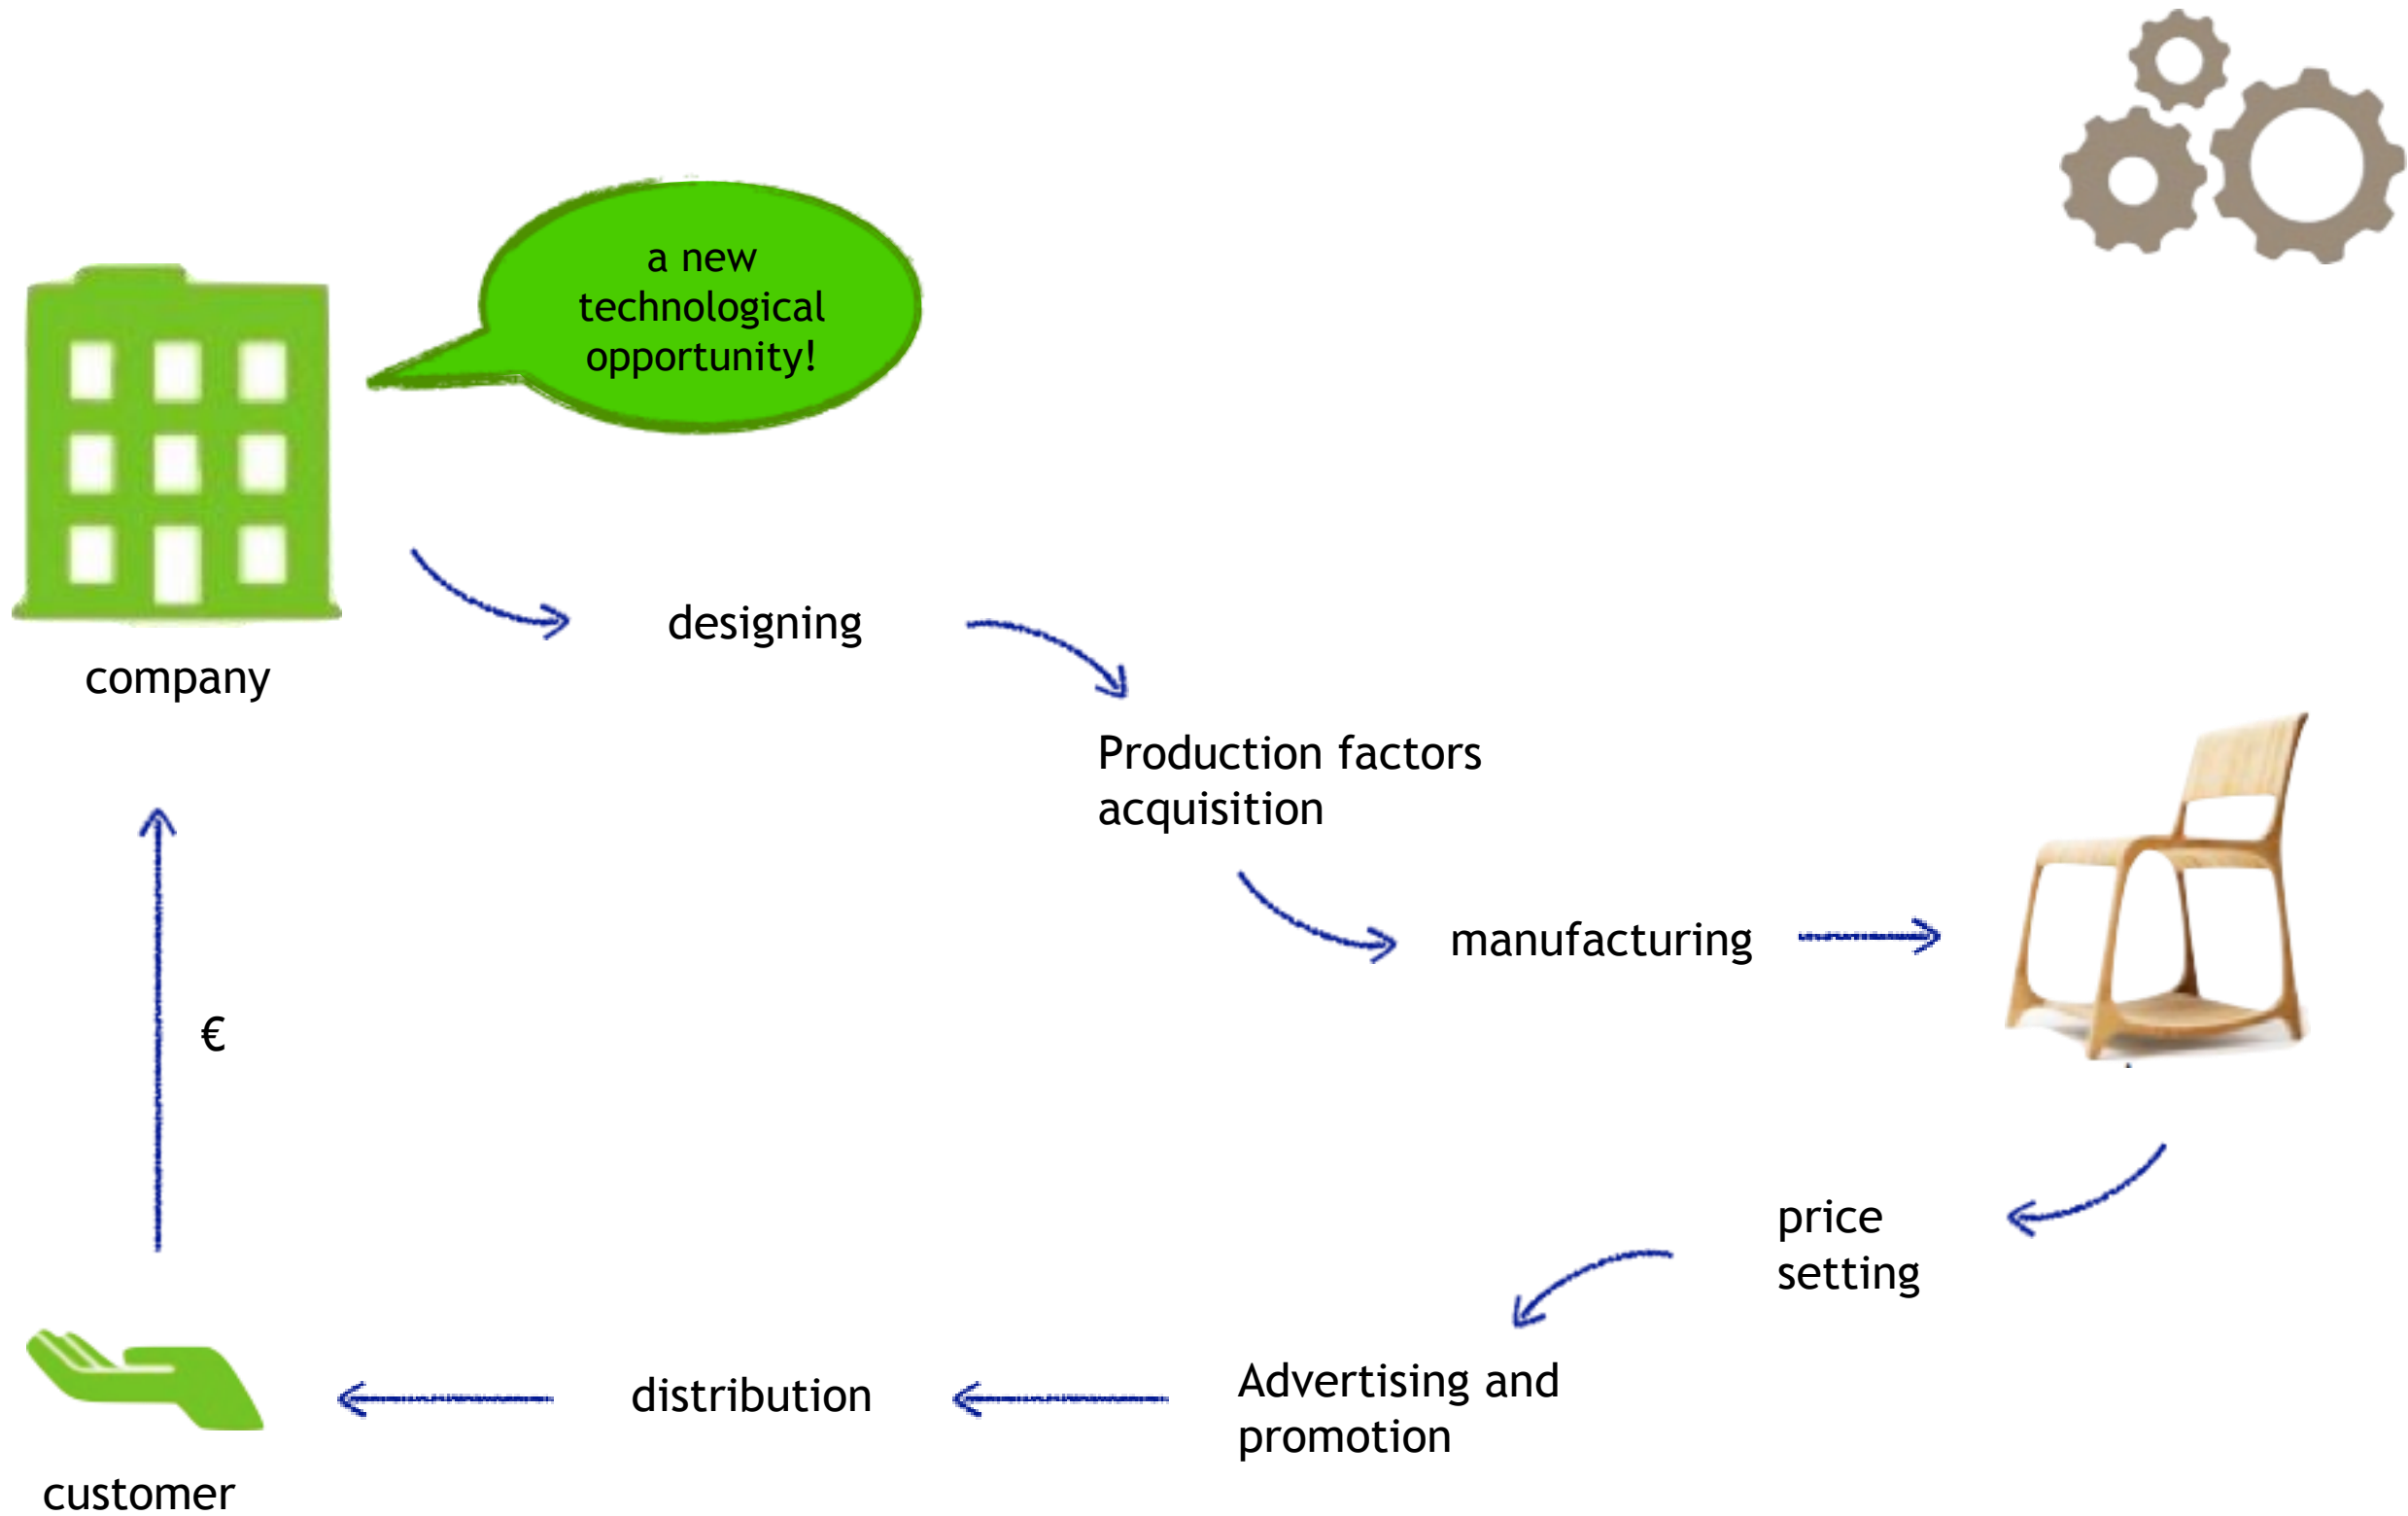 a new
technological
opportunity!
company
designing
Production factors
acquisition
manufacturing
€
price
setting
Advertising and
promotion
distribution
customer